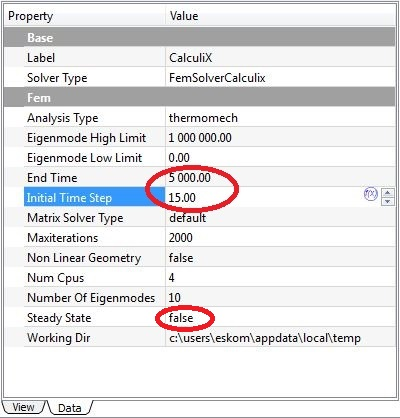 Property Value
Base
Label CalculiX
Solver Type FemSolverCalculix
Fem
Analysis Type thermomech
Eigenmode High Limit 1 000 000.00
Eigenmode Low Limit 0.00
End Time 5 000.00
Initial Time Step 15.00 f(x)
Matrix Solver Type default
Maxiterations 2000
Non Linear Geometry false
Num Cpus 4
Number Of Eigenmodes 10
Steady State false
Working Dir c:\users\eskom\appdata\local\temp
View Data